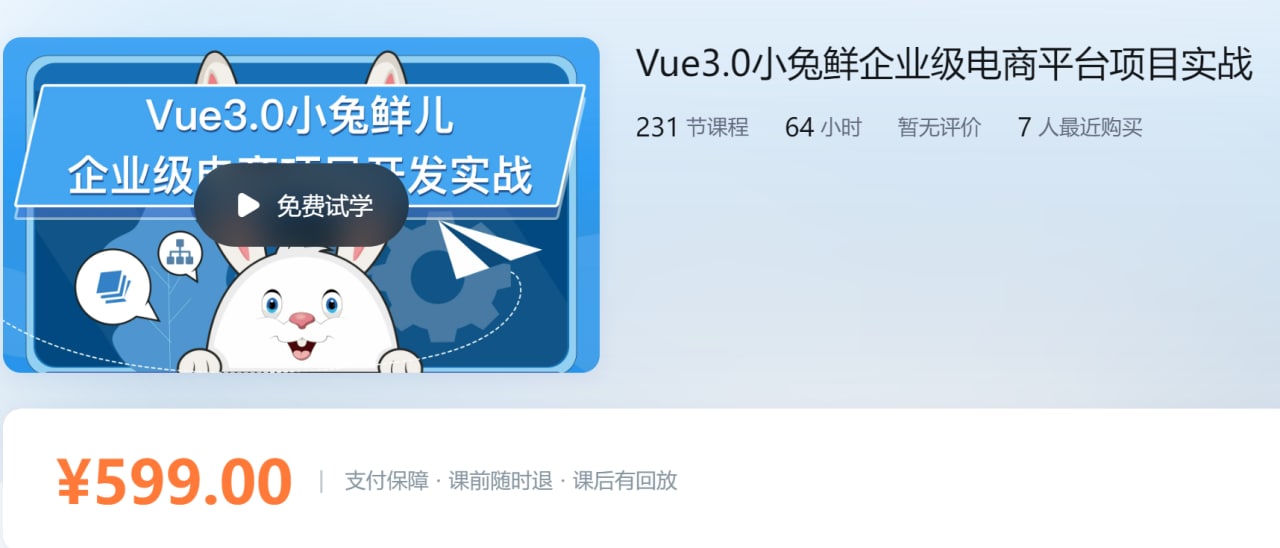 Vue3.0小兔鲜儿
企业级电商项目开发实战
免费试学
Vue3.0小兔鲜企业级电商平台项目实战
231 节课程 64 小时 暂无评价 7 人最近购买
¥599.00 | 支付保障 · 课前随时退 · 课后有回放